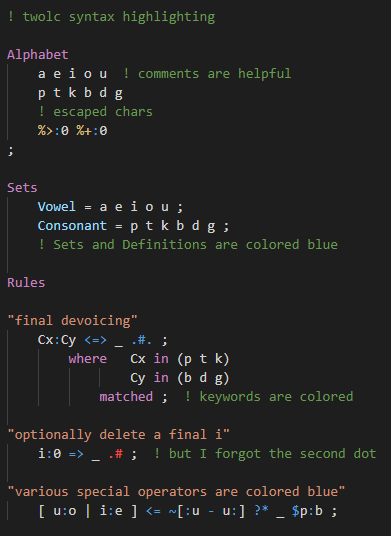 ! twolc syntax highlighting
Alphabet
a e i o u ! comments are helpful
p t k b d g
! escaped chars
%>:0 %+:0
;
Sets
Vowel = a e i o u ;
Consonant = p t k b d g ;
! Sets and Definitions are colored blue
Rules
"final devoicing"
Cx:Cy <=> _ .#. ;
where Cx in (p t k)
Cy in (b d g)
matched ; ! keywords are colored
"optionally delete a final i"
i:0 => _ .# ; ! but I forgot the second dot
"various special operators are colored blue"
[ u:o | i:e ] <= ~[:u - u:] ?* _ $p:b ;